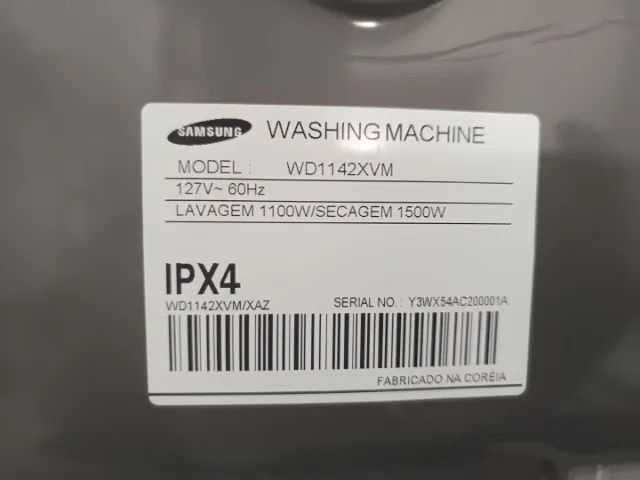 SAMSUNG WASHING MACHINE
MODEL : WD1142XVM
127V~ 60Hz
LAVAGEM 1100W/SECAGEM 1500W
IPX4
WD1142XVM/XAZ SERIAL NO.: Y3WX54AC200001A
FABRICADO NA CORÉIA